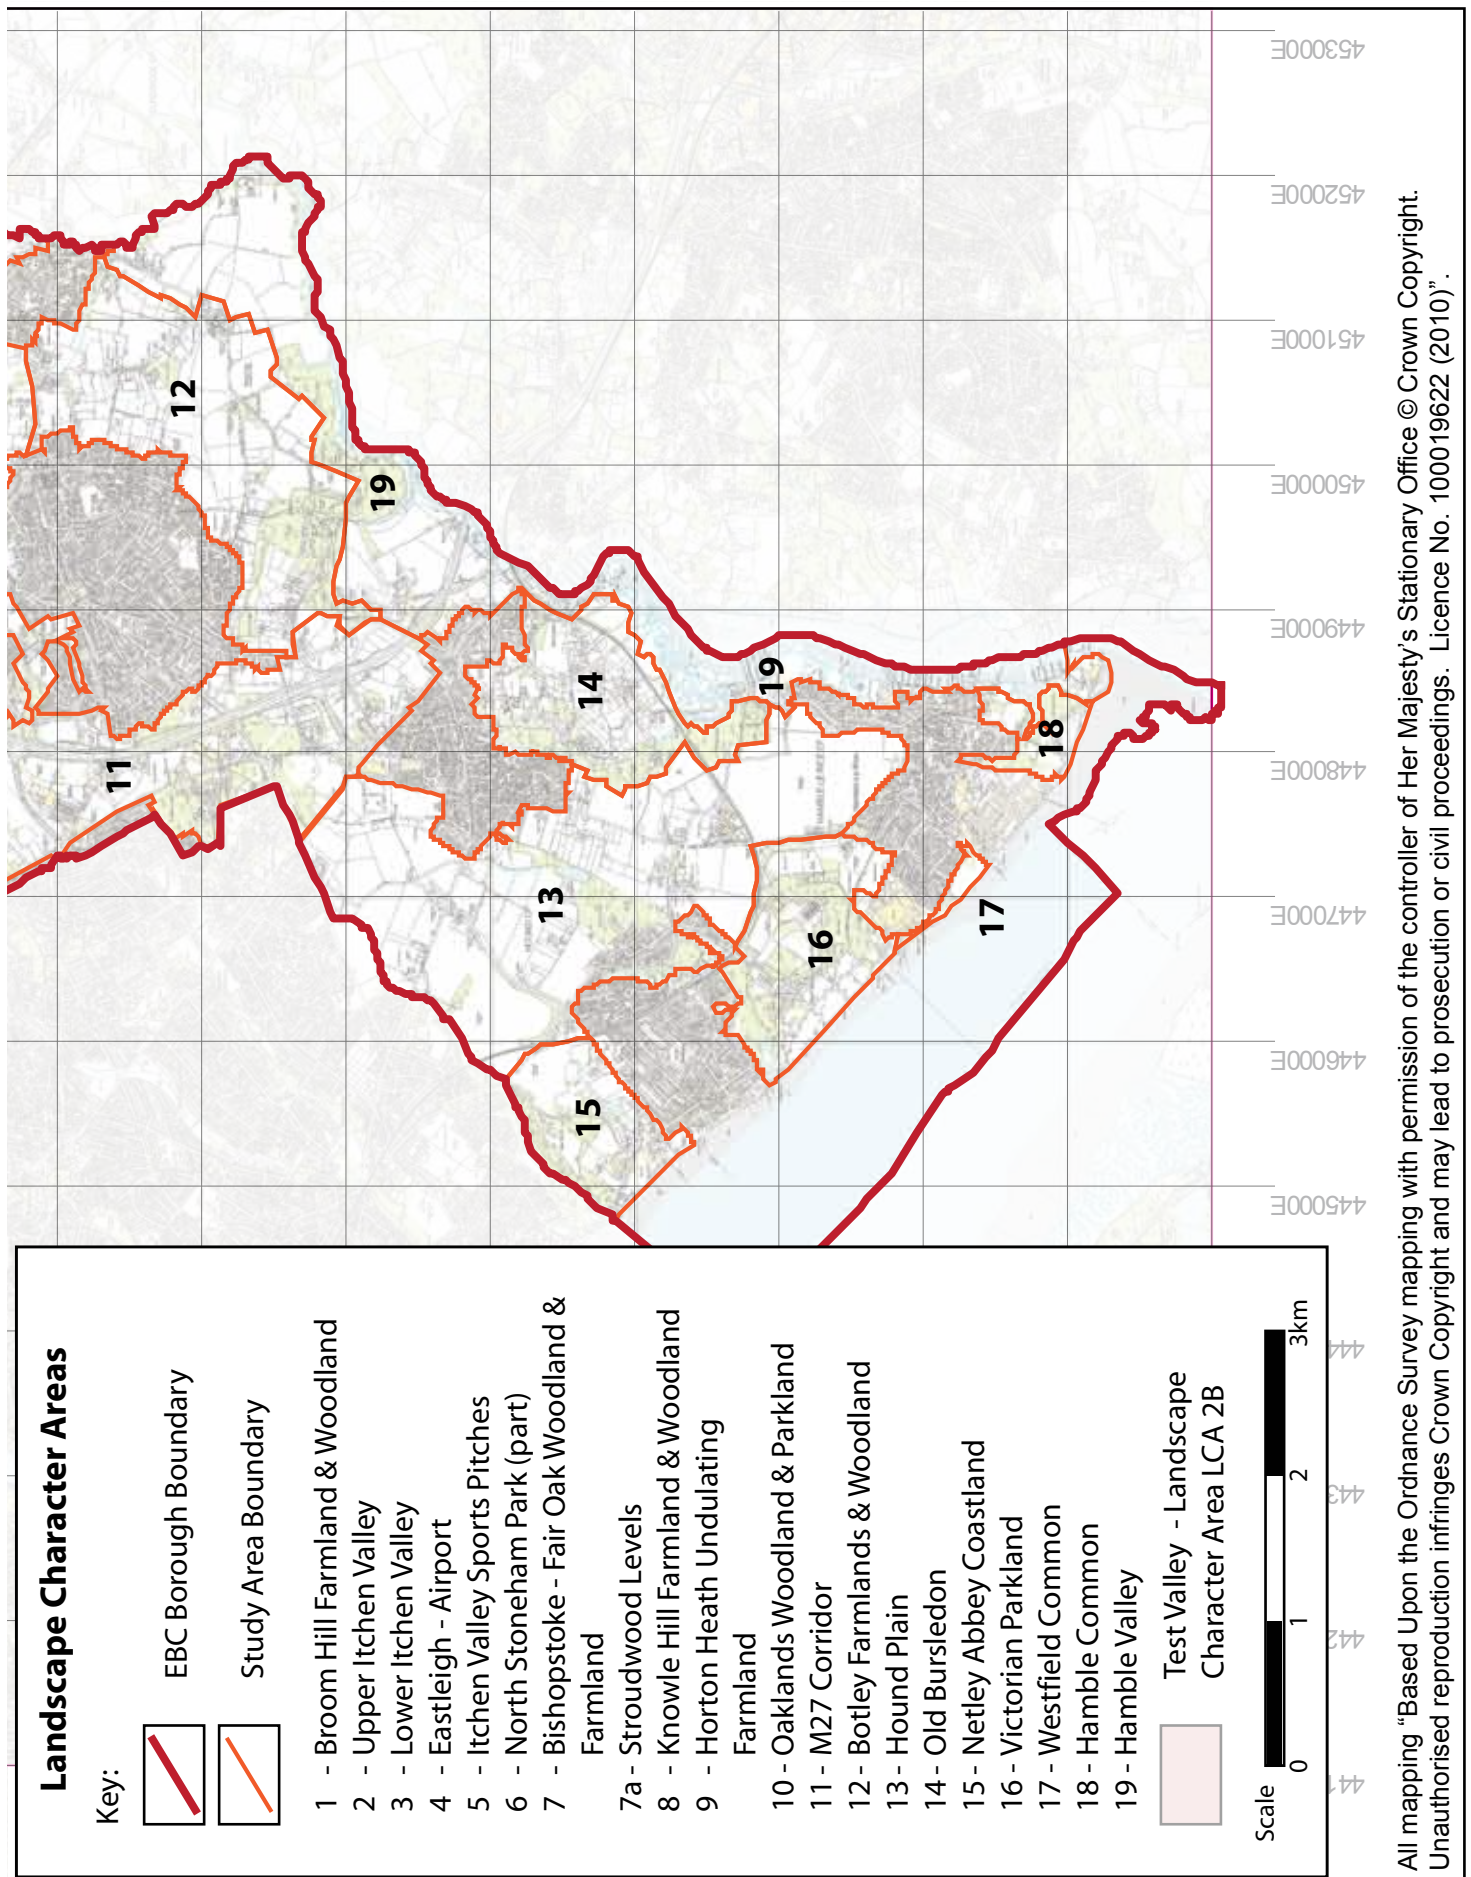 Landscape Character Areas
Key:
EBC Borough Boundary
Study Area Boundary
1 - Broom Hill Farmland & Woodland
2 - Upper Itchen Valley
3 - Lower Itchen Valley
4 - Eastleigh - Airport
5 - Itchen Valley Sports Pitches
6 - North Stoneham Park (part)
7 - Bishopstoke - Fair Oak Woodland &
Farmland
7a - Stroudwood Levels
8 - Knowle Hill Farmland & Woodland
9 - Horton Heath Undulating
Farmland
10 - Oaklands Woodland & Parkland
11 - M27 Corridor
12 - Botley Farmlands & Woodland
13 - Hound Plain
14 - Old Bursledon
15 - Netley Abbey Coastland
16 - Victorian Parkland
17 - Westfield Common
18 - Hamble Common
19 - Hamble Valley
Test Valley - Landscape
Character Area LCA 2B
Scale
0 1 2 3km
11
12
19
13
14
15
16
17
18
19
441
442
443
444
445000E
446000E
447000E
448000E
449000E
450000E
451000E
452000E
453000E
All mapping “Based Upon the Ordnance Survey mapping with permission of the controller of Her Majesty’s Stationary Office © Crown Copyright.
Unauthorised reproduction infringes Crown Copyright and may lead to prosecution or civil proceedings. Licence No. 100019622 (2010)”.